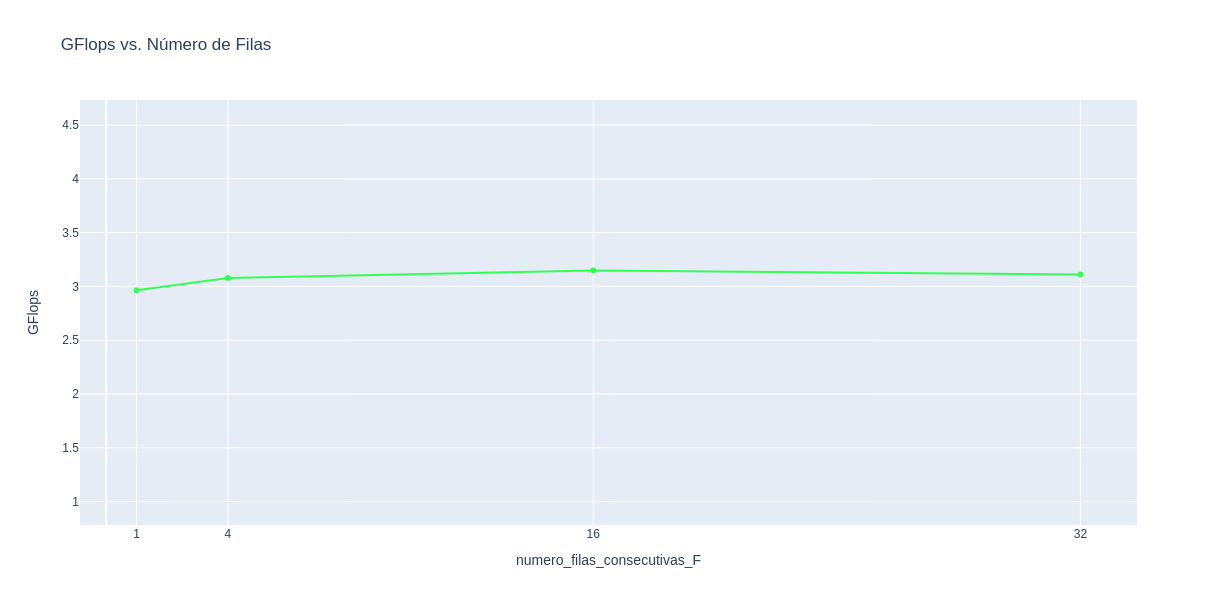 GFlops vs. Número de Filas
4.5
4
3.5
3
2.5
2
1.5
1
GFlops
1 4 16 32
numero_filas_consecutivas_F